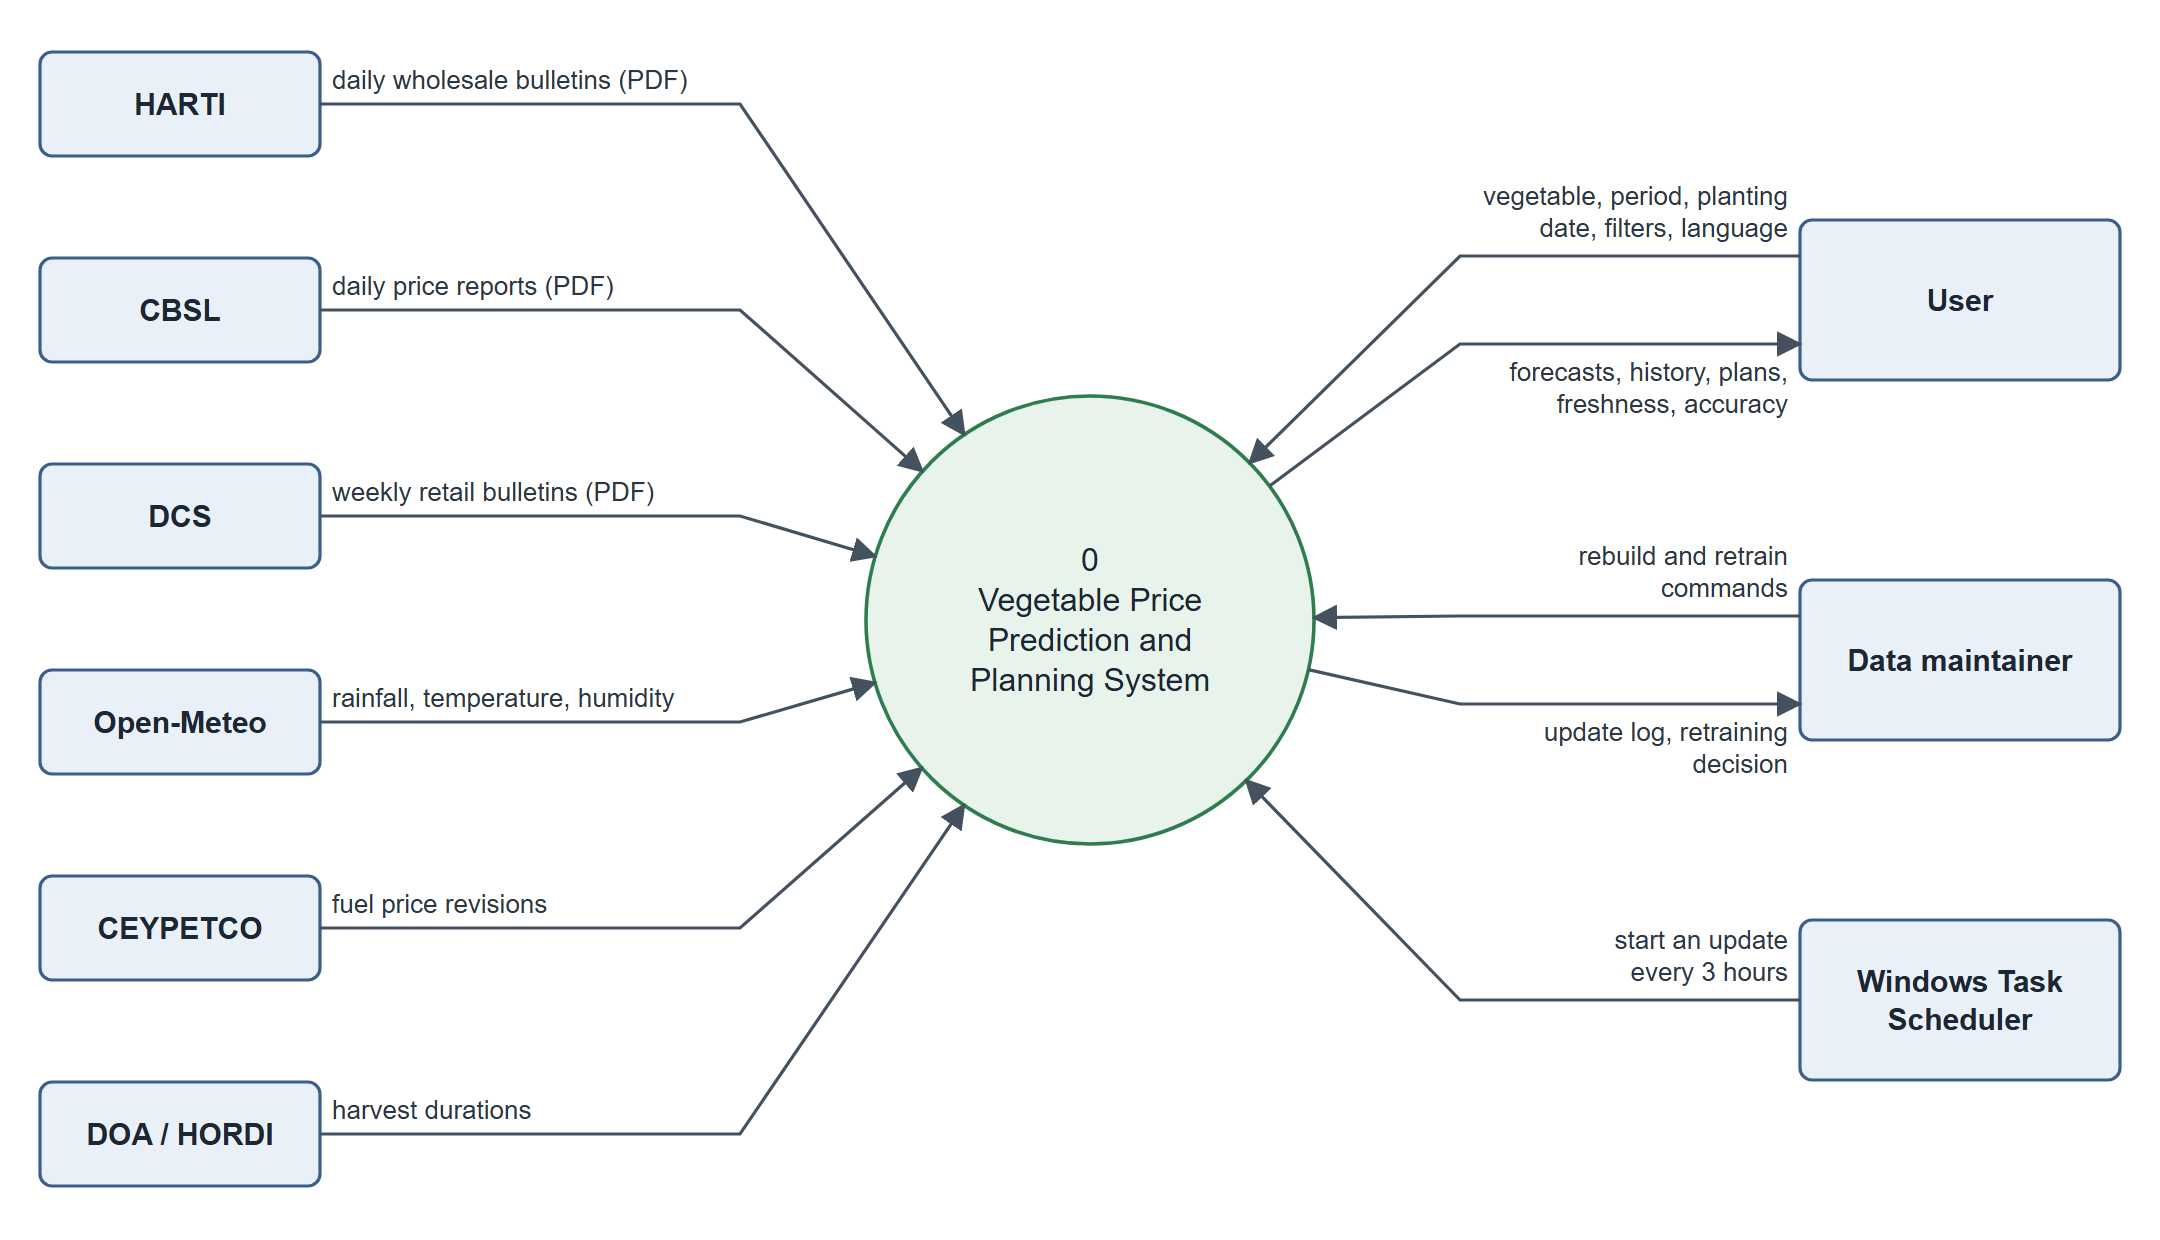 HARTI
daily wholesale bulletins (PDF)
CBSL
daily price reports (PDF)
DCS
weekly retail bulletins (PDF)
Open-Meteo
rainfall, temperature, humidity
CEYPETCO
fuel price revisions
DOA / HORDI
harvest durations
0
Vegetable Price
Prediction and
Planning System
vegetable, period, planting
date, filters, language
User
forecasts, history, plans,
freshness, accuracy
rebuild and retrain
commands
Data maintainer
update log, retraining
decision
start an update
every 3 hours
Windows Task
Scheduler